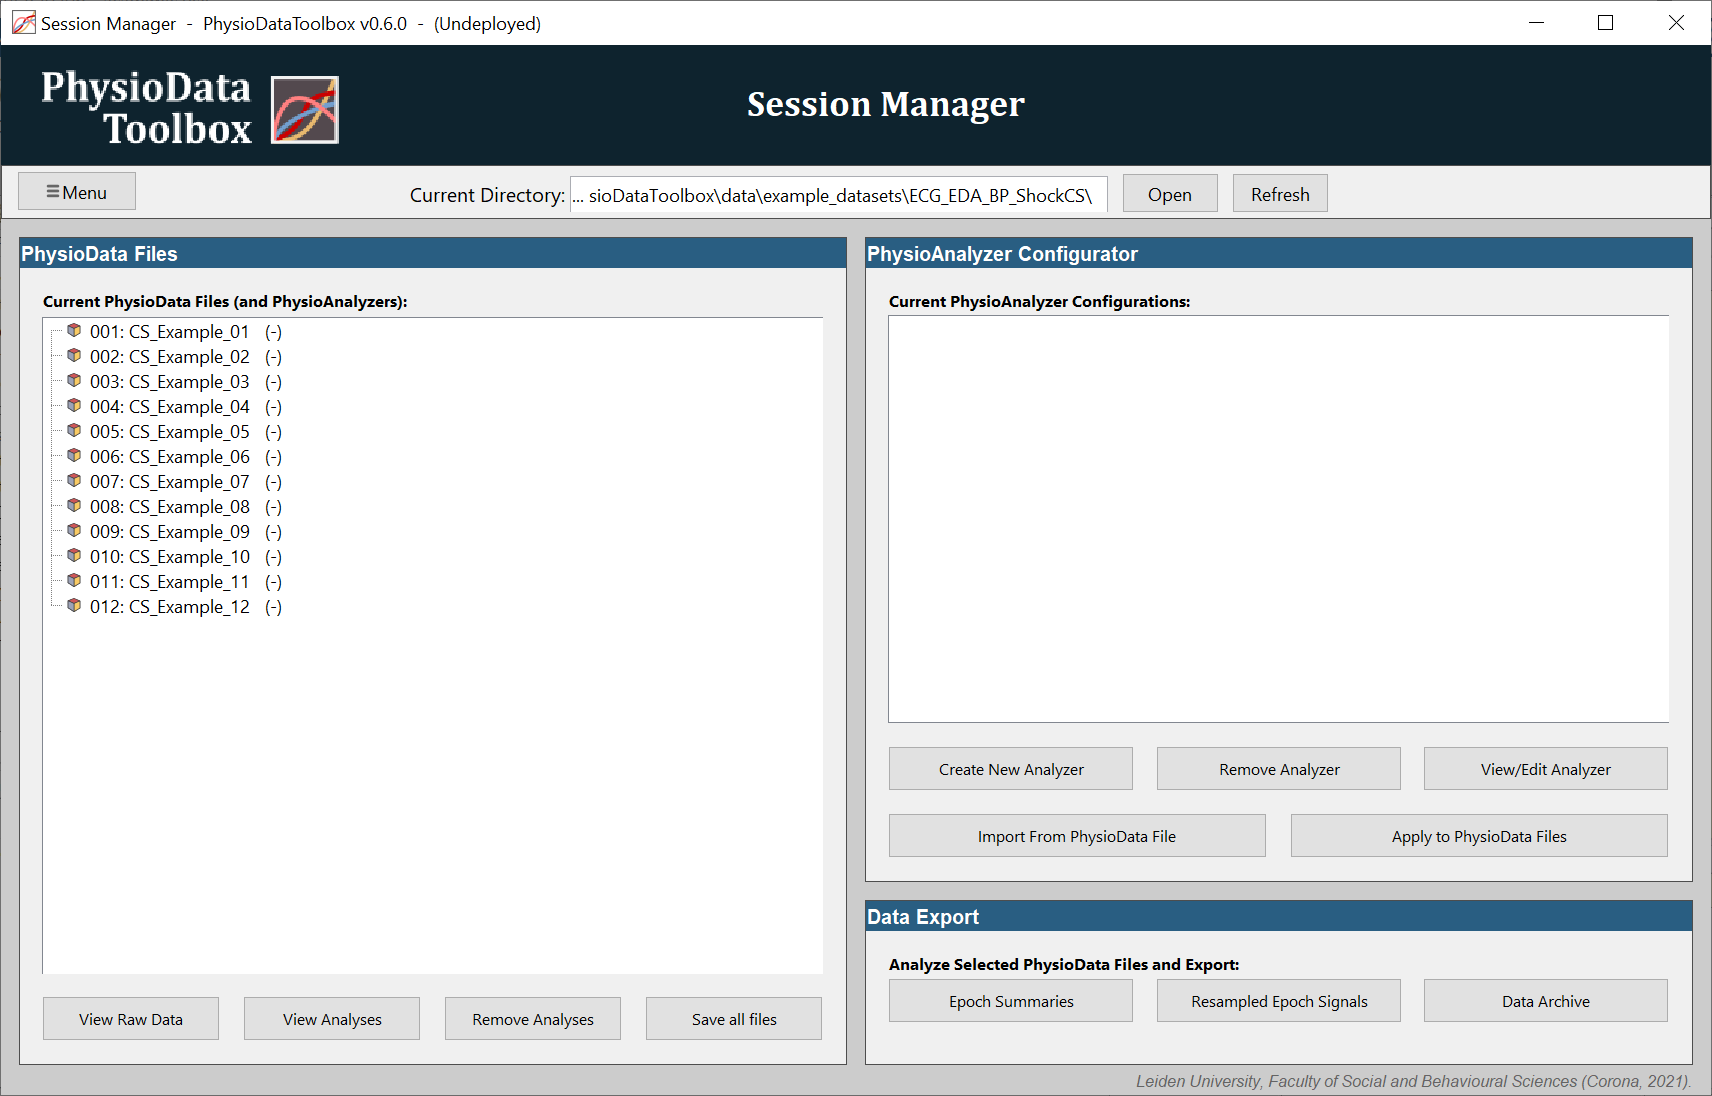 Session Manager  -  PhysioDataToolbox v0.6.0  -  (Undeployed)
PhysioData
Toolbox
Session Manager
Menu
Current Directory:
... sioDataToolbox\data\example_datasets\ECG_EDA_BP_ShockCS\
Open
Refresh
PhysioData Files
Current PhysioData Files (and PhysioAnalyzers):
001: CS_Example_01   (-)
002: CS_Example_02   (-)
003: CS_Example_03   (-)
004: CS_Example_04   (-)
005: CS_Example_05   (-)
006: CS_Example_06   (-)
007: CS_Example_07   (-)
008: CS_Example_08   (-)
009: CS_Example_09   (-)
010: CS_Example_10   (-)
011: CS_Example_11   (-)
012: CS_Example_12   (-)
View Raw Data
View Analyses
Remove Analyses
Save all files
PhysioAnalyzer Configurator
Current PhysioAnalyzer Configurations:
Create New Analyzer
Remove Analyzer
View/Edit Analyzer
Import From PhysioData File
Apply to PhysioData Files
Data Export
Analyze Selected PhysioData Files and Export:
Epoch Summaries
Resampled Epoch Signals
Data Archive
Leiden University, Faculty of Social and Behavioural Sciences (Corona, 2021).